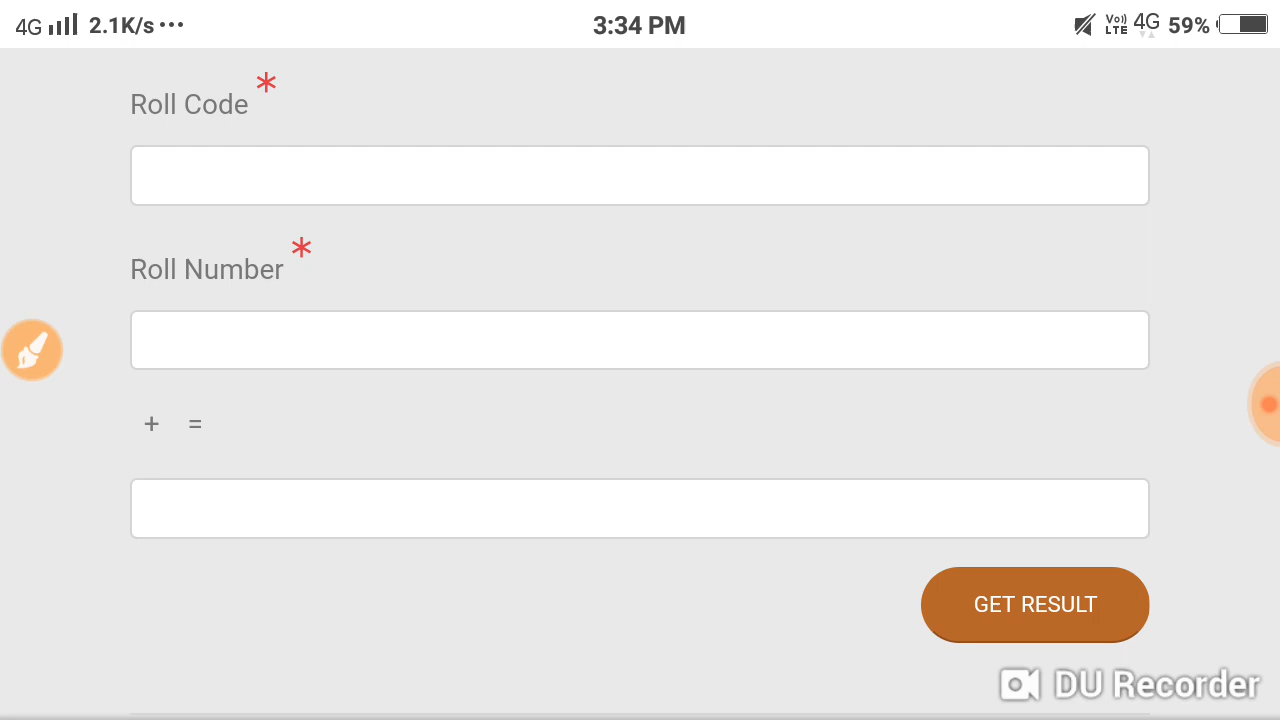 4G 2.1K/s ••• 3:34 PM Vo)) LTE 4G 59%
Roll Code *
Roll Number *
+ =
GET RESULT
DU Recorder